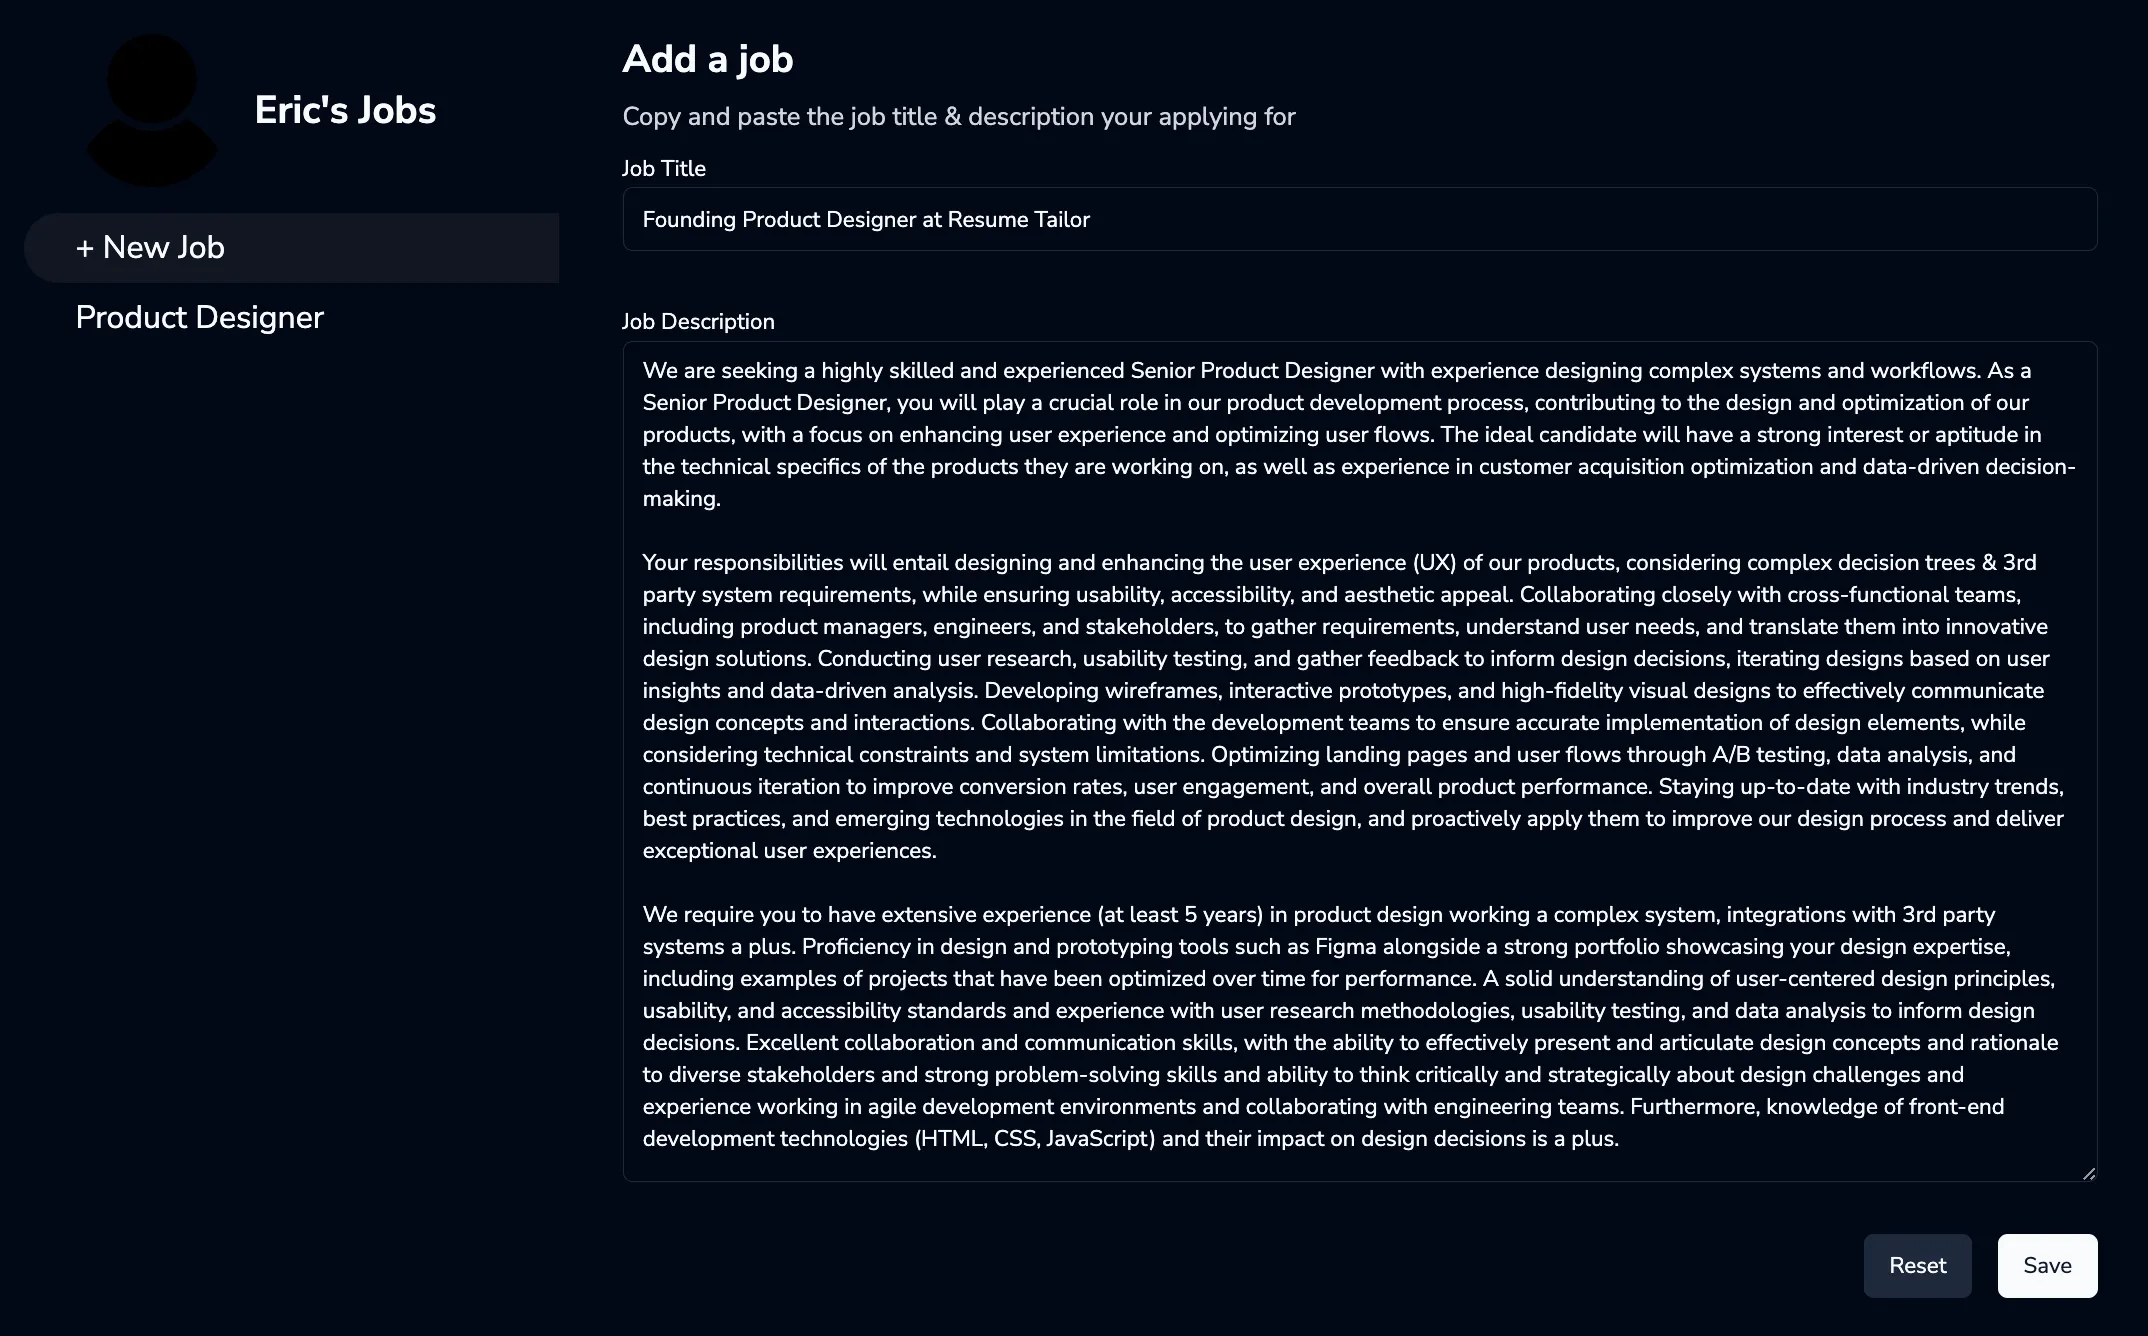 Eric's Jobs
+ New Job
Product Designer
Add a job
Copy and paste the job title & description your applying for
Job Title
Founding Product Designer at Resume Tailor
Job Description
We are seeking a highly skilled and experienced Senior Product Designer with experience designing complex systems and workflows. As a
Senior Product Designer, you will play a crucial role in our product development process, contributing to the design and optimization of our
products, with a focus on enhancing user experience and optimizing user flows. The ideal candidate will have a strong interest or aptitude in
the technical specifics of the products they are working on, as well as experience in customer acquisition optimization and data-driven decision-
making.
Your responsibilities will entail designing and enhancing the user experience (UX) of our products, considering complex decision trees & 3rd
party system requirements, while ensuring usability, accessibility, and aesthetic appeal. Collaborating closely with cross-functional teams,
including product managers, engineers, and stakeholders, to gather requirements, understand user needs, and translate them into innovative
design solutions. Conducting user research, usability testing, and gather feedback to inform design decisions, iterating designs based on user
insights and data-driven analysis. Developing wireframes, interactive prototypes, and high-fidelity visual designs to effectively communicate
design concepts and interactions. Collaborating with the development teams to ensure accurate implementation of design elements, while
considering technical constraints and system limitations. Optimizing landing pages and user flows through A/B testing, data analysis, and
continuous iteration to improve conversion rates, user engagement, and overall product performance. Staying up-to-date with industry trends,
best practices, and emerging technologies in the field of product design, and proactively apply them to improve our design process and deliver
exceptional user experiences.
We require you to have extensive experience (at least 5 years) in product design working a complex system, integrations with 3rd party
systems a plus. Proficiency in design and prototyping tools such as Figma alongside a strong portfolio showcasing your design expertise,
including examples of projects that have been optimized over time for performance. A solid understanding of user-centered design principles,
usability, and accessibility standards and experience with user research methodologies, usability testing, and data analysis to inform design
decisions. Excellent collaboration and communication skills, with the ability to effectively present and articulate design concepts and rationale
to diverse stakeholders and strong problem-solving skills and ability to think critically and strategically about design challenges and
experience working in agile development environments and collaborating with engineering teams. Furthermore, knowledge of front-end
development technologies (HTML, CSS, JavaScript) and their impact on design decisions is a plus.
Reset
Save